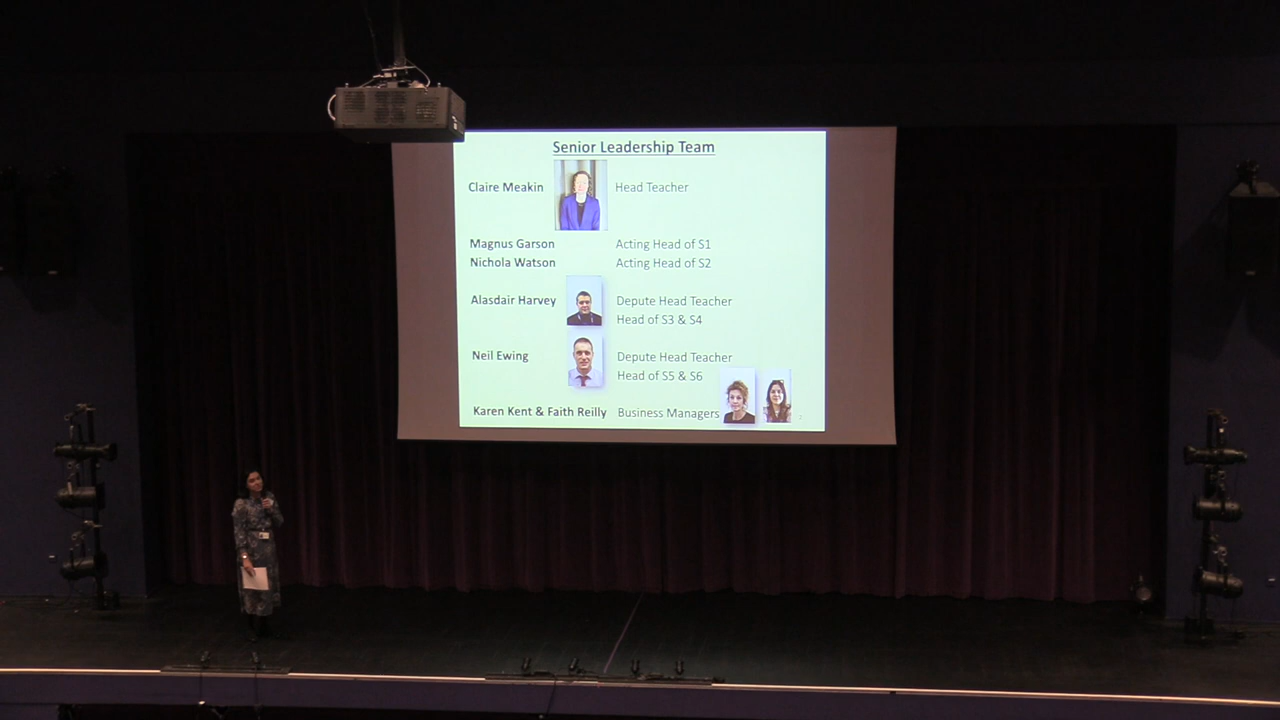 Senior Leadership Team
Claire Meakin Head Teacher
Magnus Garson Acting Head of S1
Nichola Watson Acting Head of S2
Alasdair Harvey Depute Head Teacher
Head of S3 & S4
Neil Ewing Depute Head Teacher
Head of S5 & S6
Karen Kent & Faith Reilly Business Managers